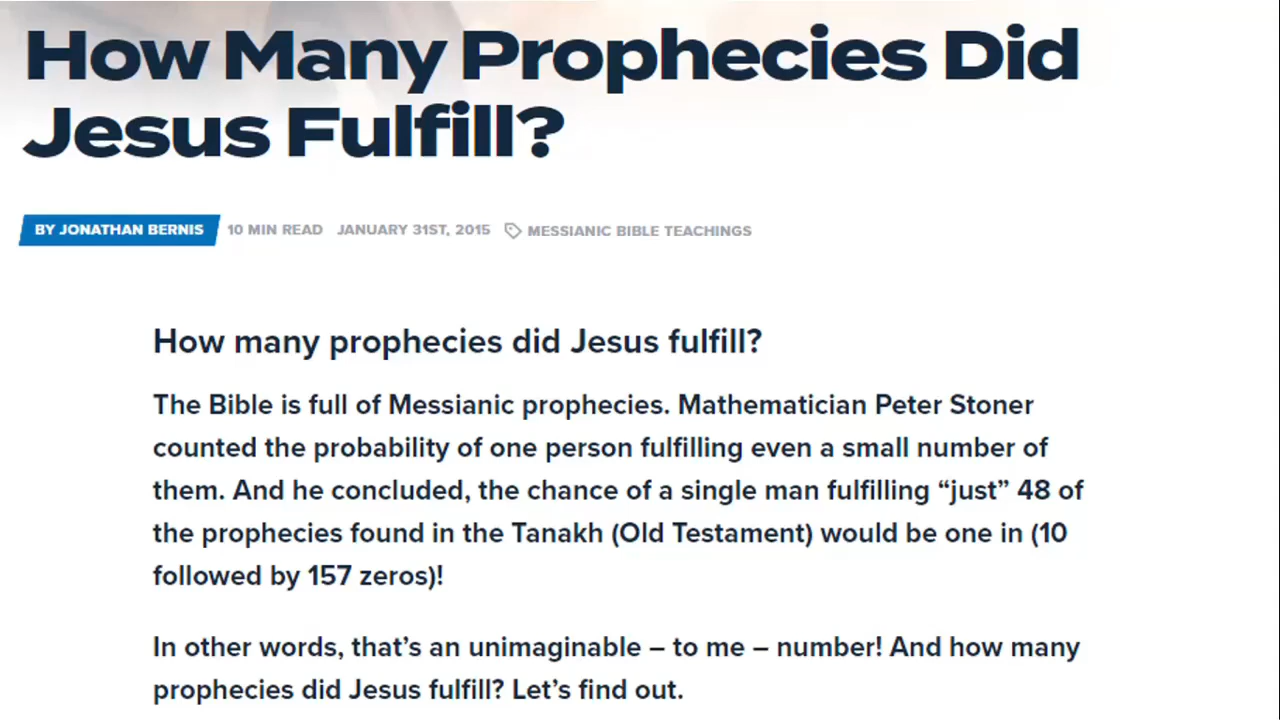 How Many Prophecies Did
Jesus Fulfill?
BY JONATHAN BERNIS 10 MIN READ JANUARY 31ST, 2015 MESSIANIC BIBLE TEACHINGS
How many prophecies did Jesus fulfill?
The Bible is full of Messianic prophecies. Mathematician Peter Stoner
counted the probability of one person fulfilling even a small number of
them. And he concluded, the chance of a single man fulfilling “just” 48 of
the prophecies found in the Tanakh (Old Testament) would be one in (10
followed by 157 zeros)!
In other words, that’s an unimaginable – to me – number! And how many
prophecies did Jesus fulfill? Let’s find out.